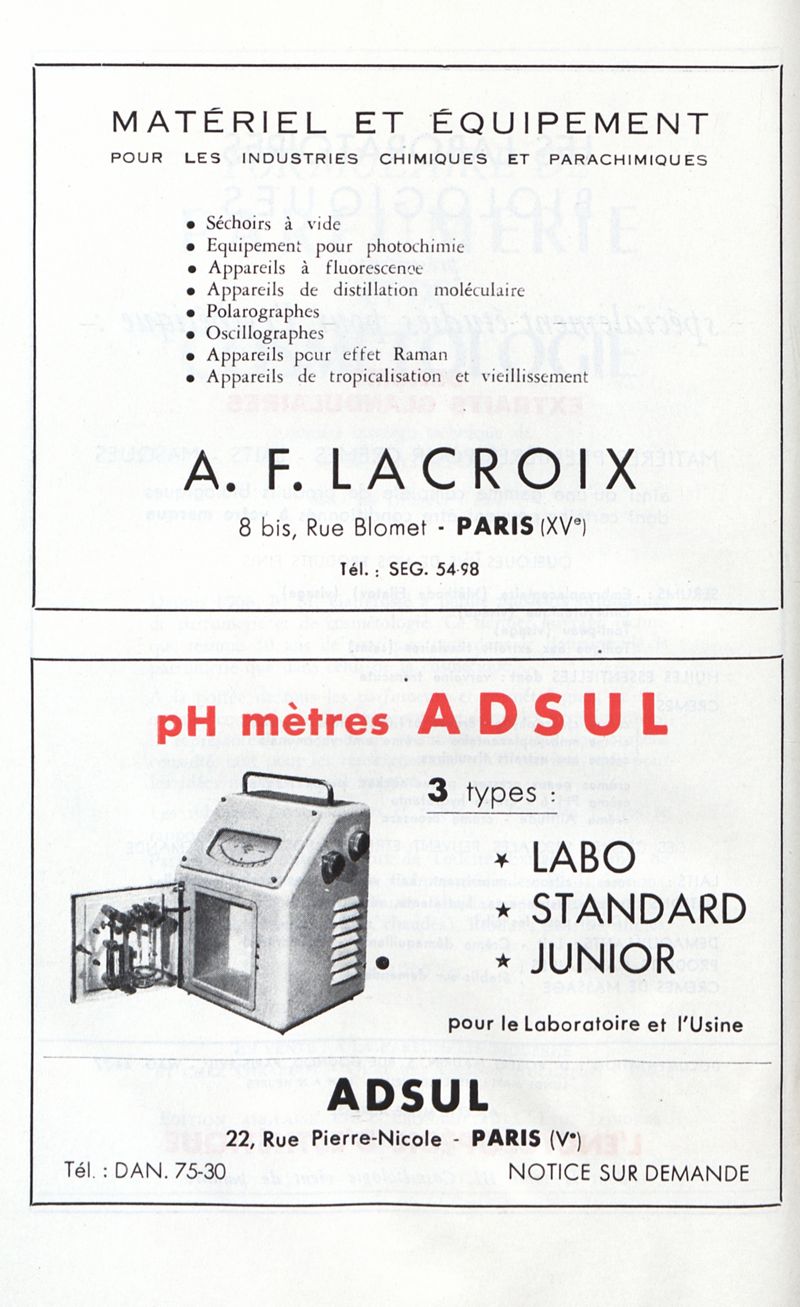 MATÉRIEL ET ÉQUIPEMENT
POUR LES INDUSTRIES CHIMIQUES ET PARACHIMIQUES
• Séchoirs à vide
• Equipement pour photochimie
• Appareils à fluorescence
• Appareils de distillation moléculaire
• Polarographes
• Oscillographes
• Appareils pour effet Raman
• Appareils de tropicalisation et vieillissement
A. F. LACROIX
8 bis, Rue Blomet - PARIS (XVe)
Tél. : SEG. 54-98
pH mètres ADSUL
3 types :
★ LABO
★ STANDARD
★ JUNIOR
pour le Laboratoire et l'Usine
ADSUL
22, Rue Pierre-Nicole - PARIS (Ve)
Tél. : DAN. 75-30 NOTICE SUR DEMANDE